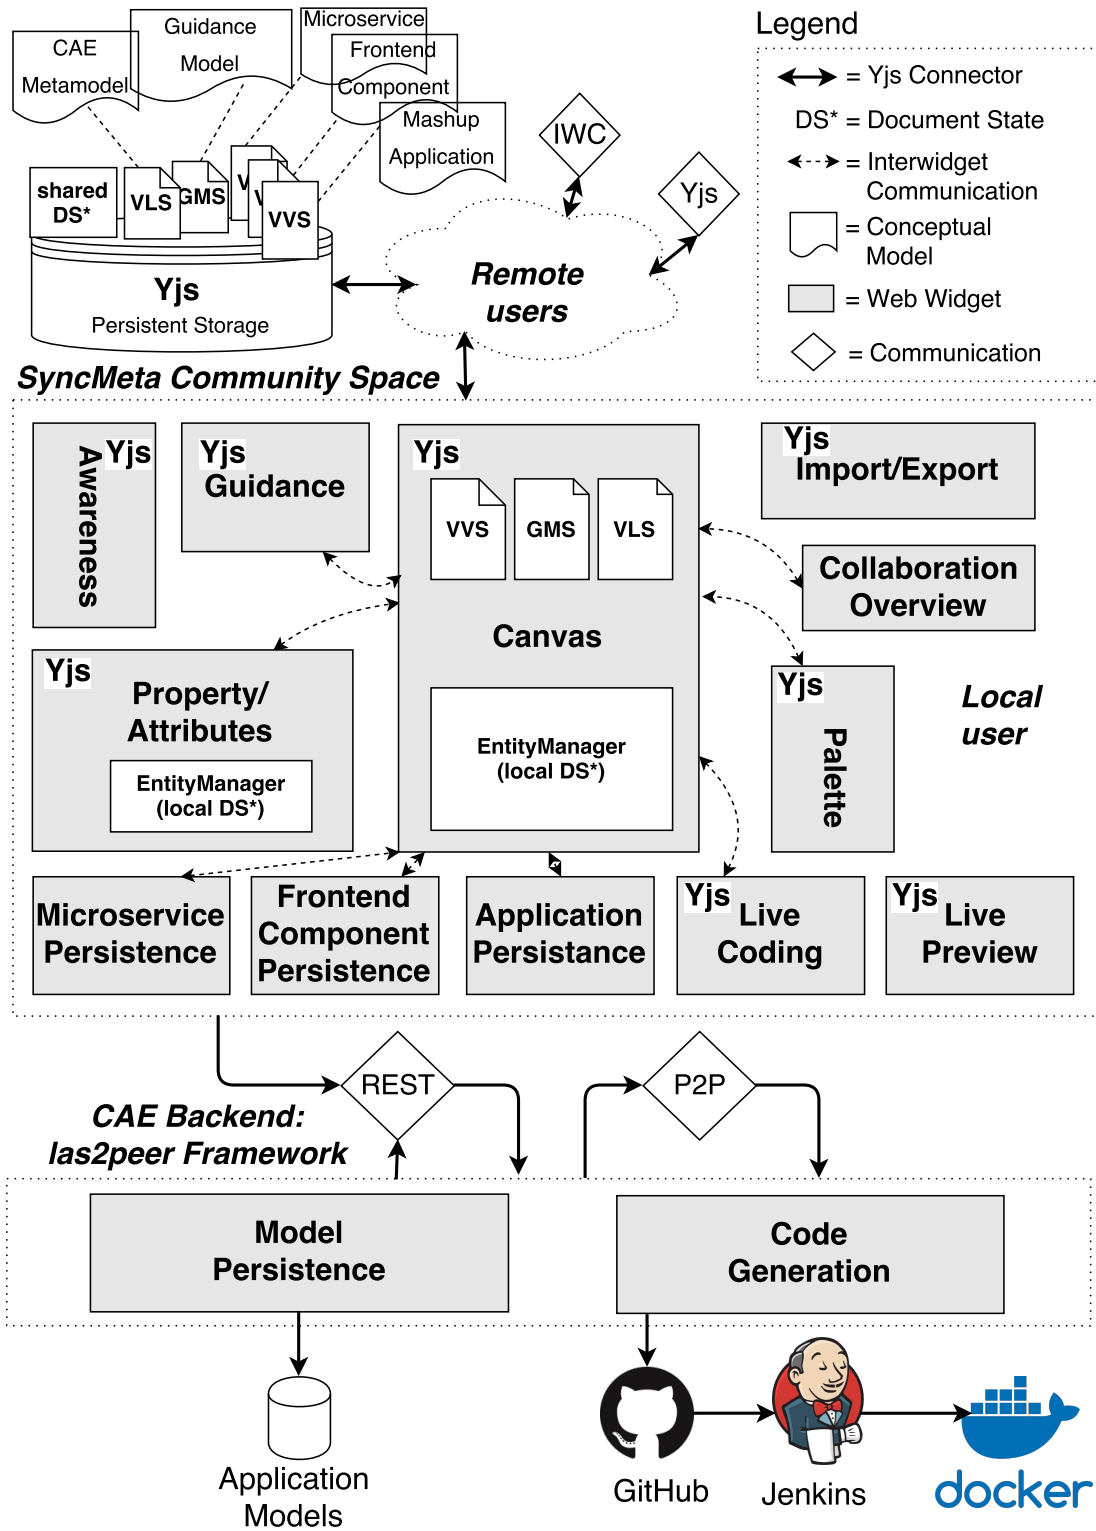 CAE
Metamodel
Guidance
Model
Microservice
Frontend
Component
Mashup
Application
Legend
= Yjs Connector
DS* = Document State
= Interwidget
Communication
= Conceptual
Model
= Web Widget
= Communication
IWC
Yjs
shared
DS*
VLS
GMS
V
V
VVS
Yjs
Persistent Storage
Remote
users
SyncMeta Community Space
Yjs
Awareness
Yjs
Guidance
Yjs
VVS
GMS
VLS
Canvas
EntityManager
(local DS*)
Yjs
Import/Export
Collaboration
Overview
Yjs
Property/
Attributes
EntityManager
(local DS*)
Yjs
Palette
Local
user
Microservice
Persistence
Frontend
Component
Persistence
Application
Persistance
Yjs
Live
Coding
Yjs
Live
Preview
REST
P2P
CAE Backend:
las2peer Framework
Model
Persistence
Code
Generation
Application
Models
GitHub
Jenkins
docker